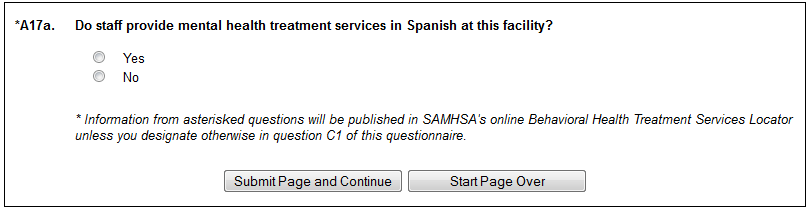 *A17a. Do staff provide mental health treatment services in Spanish at this facility?
Yes
No
* Information from asterisked questions will be published in SAMHSA's online Behavioral Health Treatment Services Locator
unless you designate otherwise in question C1 of this questionnaire.
Submit Page and Continue Start Page Over